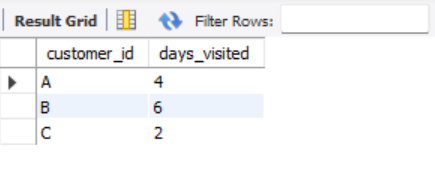 Result Grid Filter Rows:
customer_id days_visited
A 4
B 6
C 2